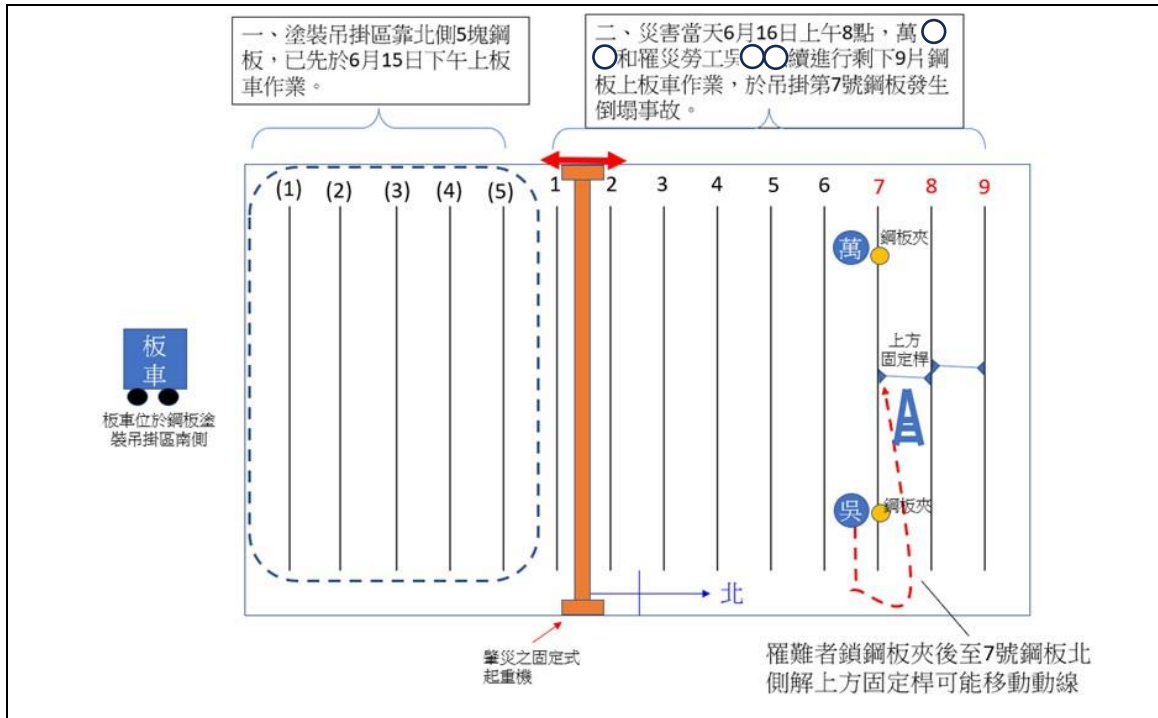 一、塗裝吊掛區靠北側5塊鋼
板，已先於6月15日下午上板
車作業。
二、災害當天6月16日上午8點，萬○
○和罹災勞工吳○○續進行剩下9片鋼
板上板車作業，於吊掛第7號鋼板發生
倒塌事故。
(1) (2) (3) (4) (5) 1 2 3 4 5 6 7 8 9
萬
鋼板夾
上方
固定桿
板
車
板車位於鋼板塗
裝吊掛區南側
吳
鋼板夾
北
肇災之固定式
起重機
罹難者鎖鋼板夾後至7號鋼板北
側解上方固定桿可能移動動線